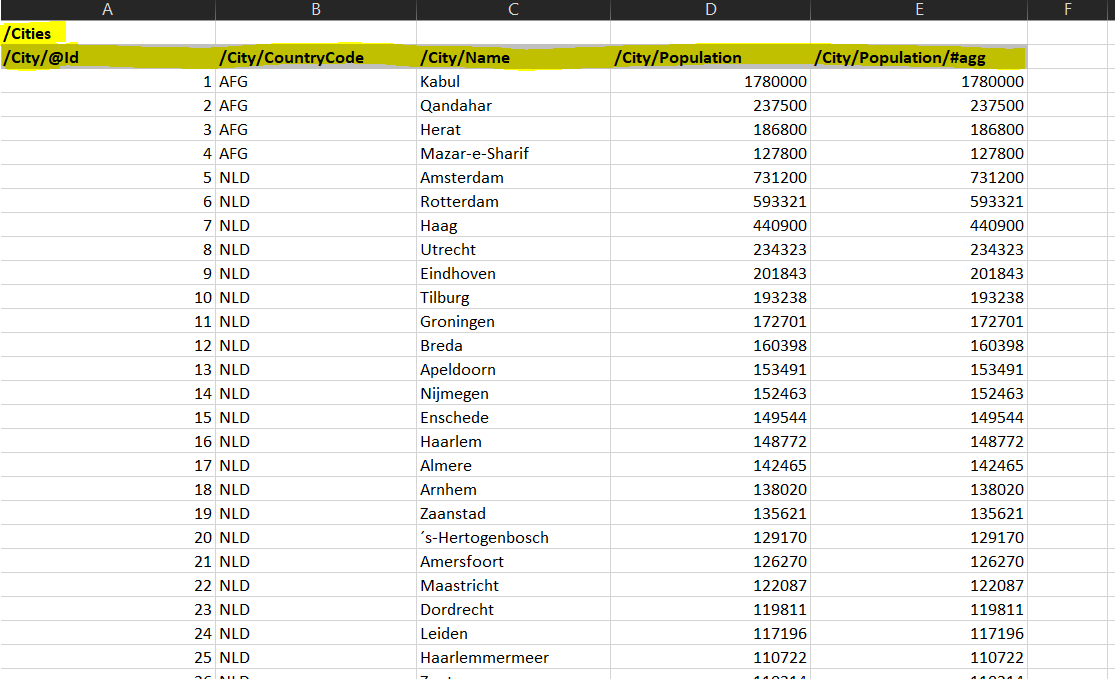 A B C D E F
/Cities
/City/@Id /City/CountryCode /City/Name /City/Population /City/Population/#agg
1 AFG Kabul 1780000 1780000
2 AFG Qandahar 237500 237500
3 AFG Herat 186800 186800
4 AFG Mazar-e-Sharif 127800 127800
5 NLD Amsterdam 731200 731200
6 NLD Rotterdam 593321 593321
7 NLD Haag 440900 440900
8 NLD Utrecht 234323 234323
9 NLD Eindhoven 201843 201843
10 NLD Tilburg 193238 193238
11 NLD Groningen 172701 172701
12 NLD Breda 160398 160398
13 NLD Apeldoorn 153491 153491
14 NLD Nijmegen 152463 152463
15 NLD Enschede 149544 149544
16 NLD Haarlem 148772 148772
17 NLD Almere 142465 142465
18 NLD Arnhem 138020 138020
19 NLD Zaanstad 135621 135621
20 NLD ´s-Hertogenbosch 129170 129170
21 NLD Amersfoort 126270 126270
22 NLD Maastricht 122087 122087
23 NLD Dordrecht 119811 119811
24 NLD Leiden 117196 117196
25 NLD Haarlemmermeer 110722 110722